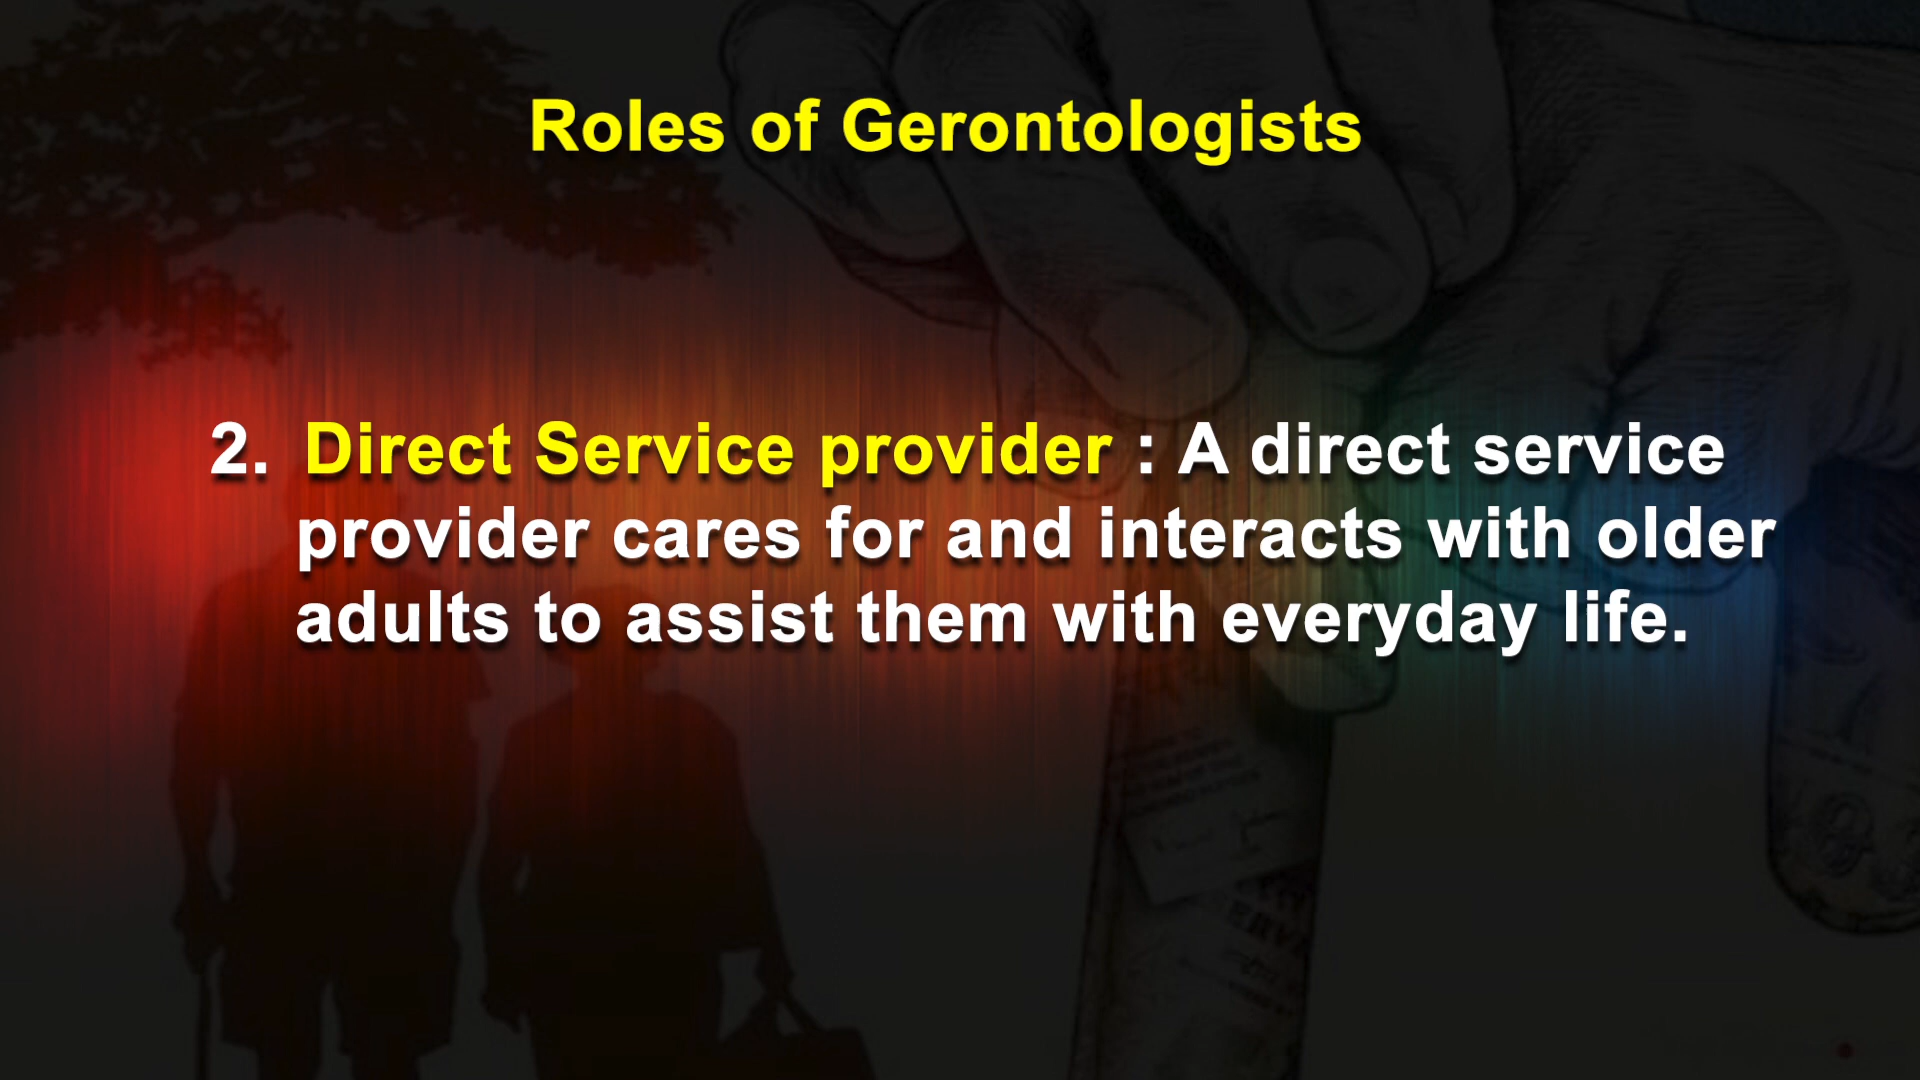 Roles of Gerontologists
2. Direct Service provider : A direct service
provider cares for and interacts with older
adults to assist them with everyday life.